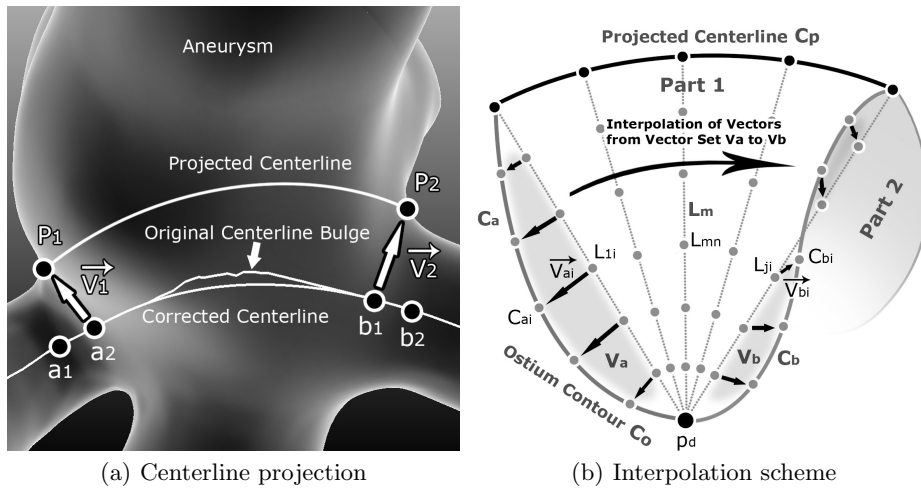 Aneurysm
Projected Centerline
P2
P1
Original Centerline Bulge
V1
V2
Corrected Centerline
b1
b2
a1
a2
(a) Centerline projection
Projected Centerline Cp
Part 1
Interpolation of Vectors
from Vector Set Va to Vb
Part 2
Ca
Lm
Lmn
Vai
L1i
Lji
Cbi
Vbi
Cai
Va
Vb
Cb
Ostium Contour Co
pd
(b) Interpolation scheme